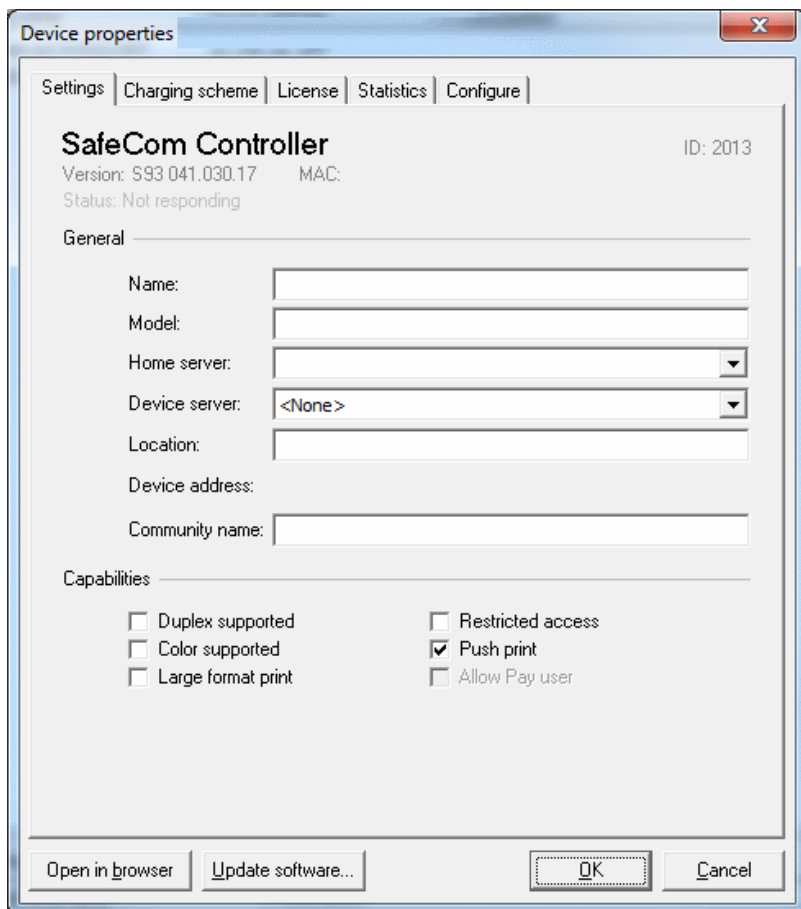 Device properties
Settings Charging scheme License Statistics Configure
SafeCom Controller ID: 2013
Version: S93 041.030.17 MAC:
Status: Not responding
General
Name:
Model:
Home server:
Device server: <None>
Location:
Device address:
Community name:
Capabilities
Duplex supported Restricted access
Color supported Push print
Large format print Allow Pay user
Open in browser Update software... OK Cancel